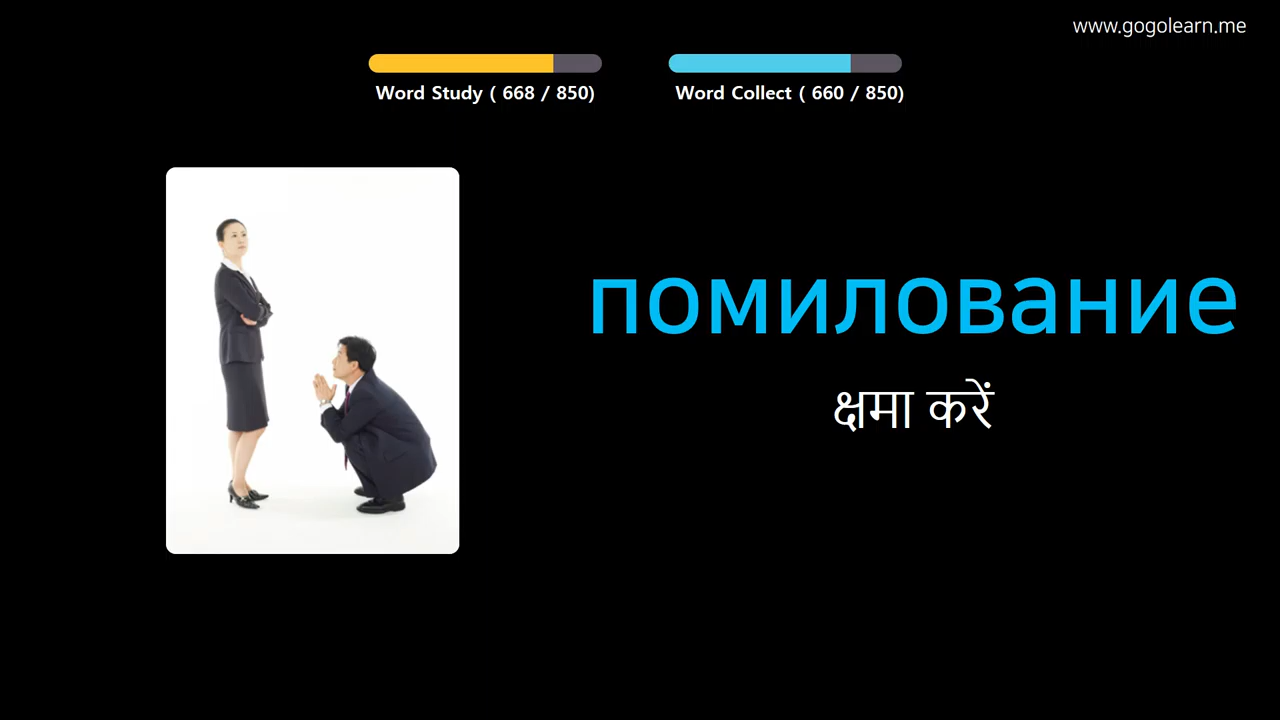 www.gogolearn.me
Word Study ( 668 / 850)
Word Collect ( 660 / 850)
помилование
क्षमा करें